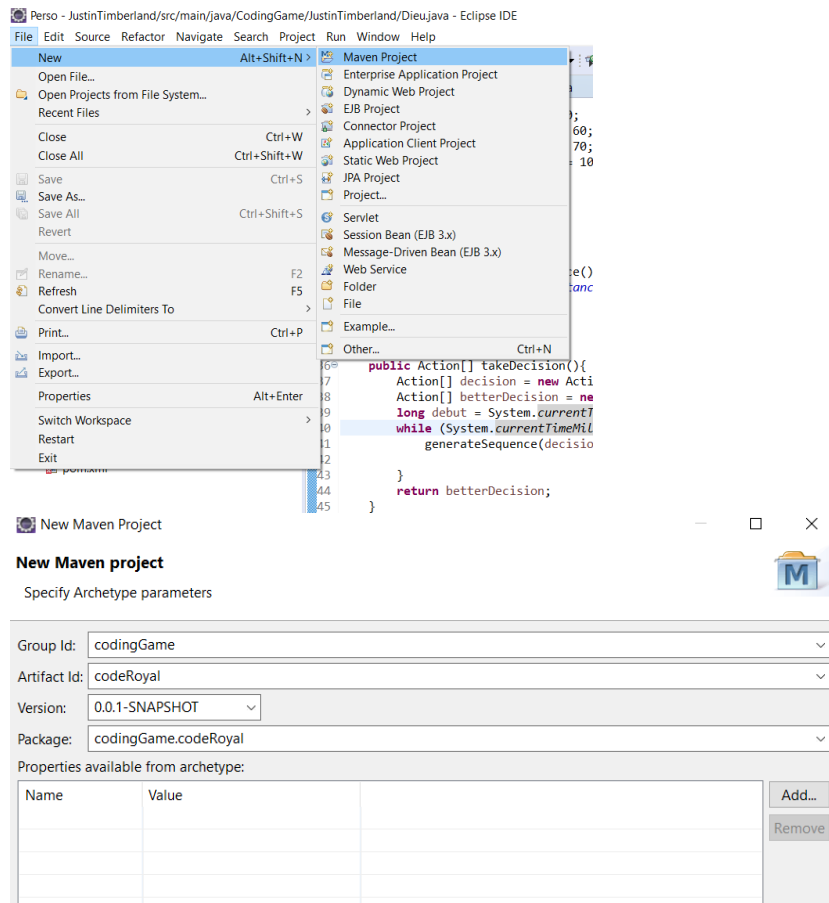 Perso - JustinTimberland/src/main/java/CodingGame/JustinTimberland/Dieu.java - Eclipse IDE
File Edit Source Refactor Navigate Search Project Run Window Help
New Alt+Shift+N >
Open File...
Open Projects from File System...
Recent Files >
Close Ctrl+W
Close All Ctrl+Shift+W
Save Ctrl+S
Save As...
Save All Ctrl+Shift+S
Revert
Move...
Rename... F2
Refresh F5
Convert Line Delimiters To >
Print... Ctrl+P
Import...
Export...
Properties Alt+Enter
Switch Workspace >
Restart
Exit
Maven Project
Enterprise Application Project
Dynamic Web Project
EJB Project
Connector Project
Application Client Project
Static Web Project
JPA Project
Project...
Servlet
Session Bean (EJB 3.x)
Message-Driven Bean (EJB 3.x)
Web Service
Folder
File
Example...
Other... Ctrl+N
60;
70;
= 10
public Action[] takeDecision(){
Action[] decision = new Acti
Action[] betterDecision = ne
long debut = System.currentT
while (System.currentTimeMil
generateSequence(decisio
43 }
44 return betterDecision;
45 }
New Maven Project
New Maven project
Specify Archetype parameters
Group Id: codingGame
Artifact Id: codeRoyal
Version: 0.0.1-SNAPSHOT
Package: codingGame.codeRoyal
Properties available from archetype:
Name Value
Add...
Remove